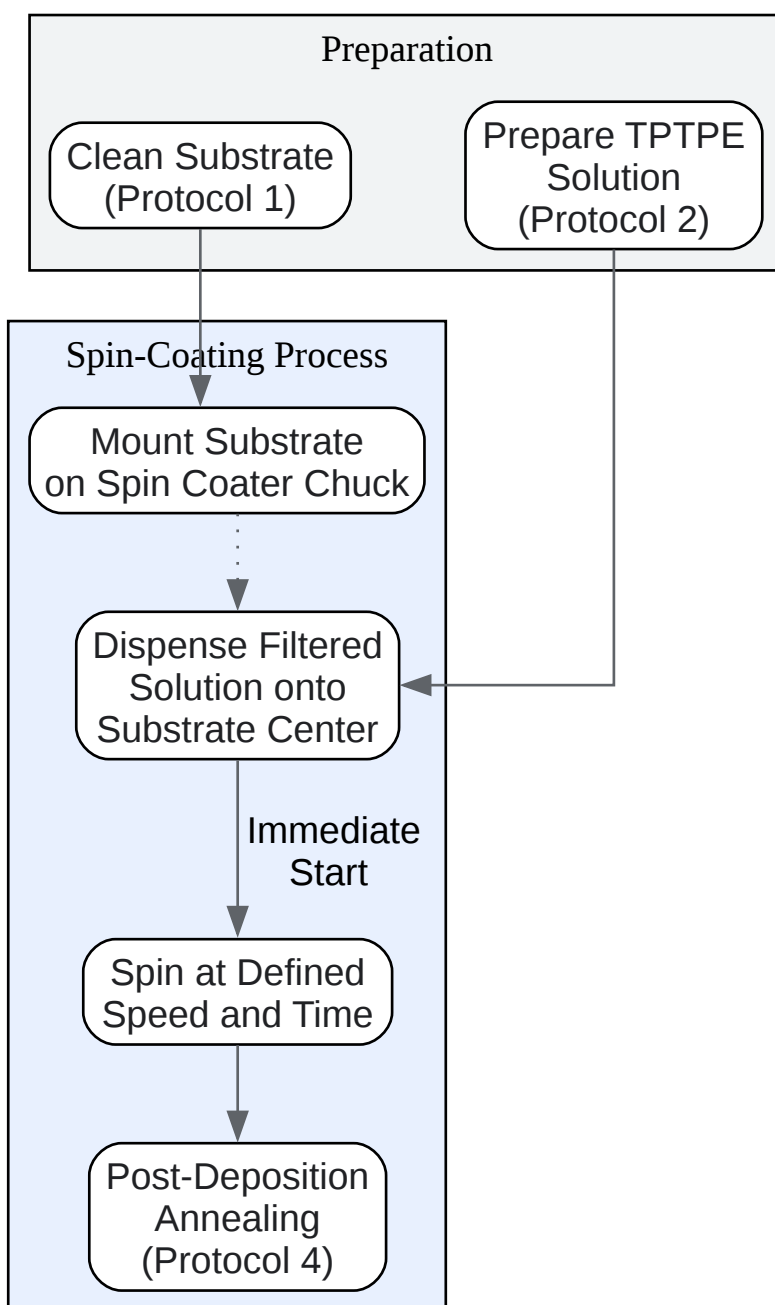 Preparation
Clean Substrate
(Protocol 1)
Prepare TPTPE
Solution
(Protocol 2)
Spin-Coating Process
Mount Substrate
on Spin Coater Chuck
Dispense Filtered
Solution onto
Substrate Center
Immediate
Start
Spin at Defined
Speed and Time
Post-Deposition
Annealing
(Protocol 4)